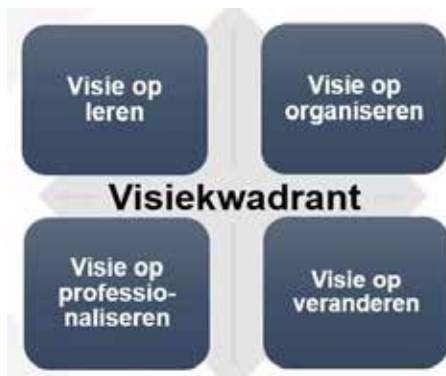 Visie op
leren
Visie op
organiseren
Visiekwadrant
Visie op
professio-
naliseren
Visie op
veranderen